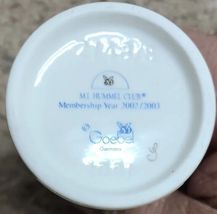 M.I. HUMMEL CLUB®
Membership Year 2002/2003
Goebel
Germany